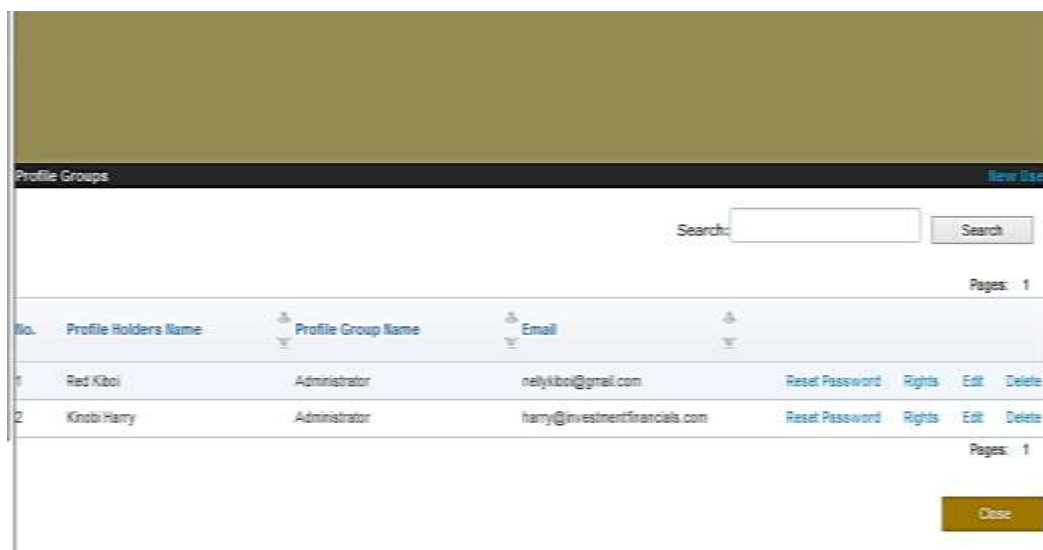 Profile Groups New Use
Search: Search
Pages: 1
No. Profile Holders Name Profile Group Name Email
1 Red Kiboi Administrator nellykiboi@gmail.com Reset Password Rights Edit Delete
2 Kinobi Harry Administrator harry@investmentfinancials.com Reset Password Rights Edit Delete
Pages: 1
Close